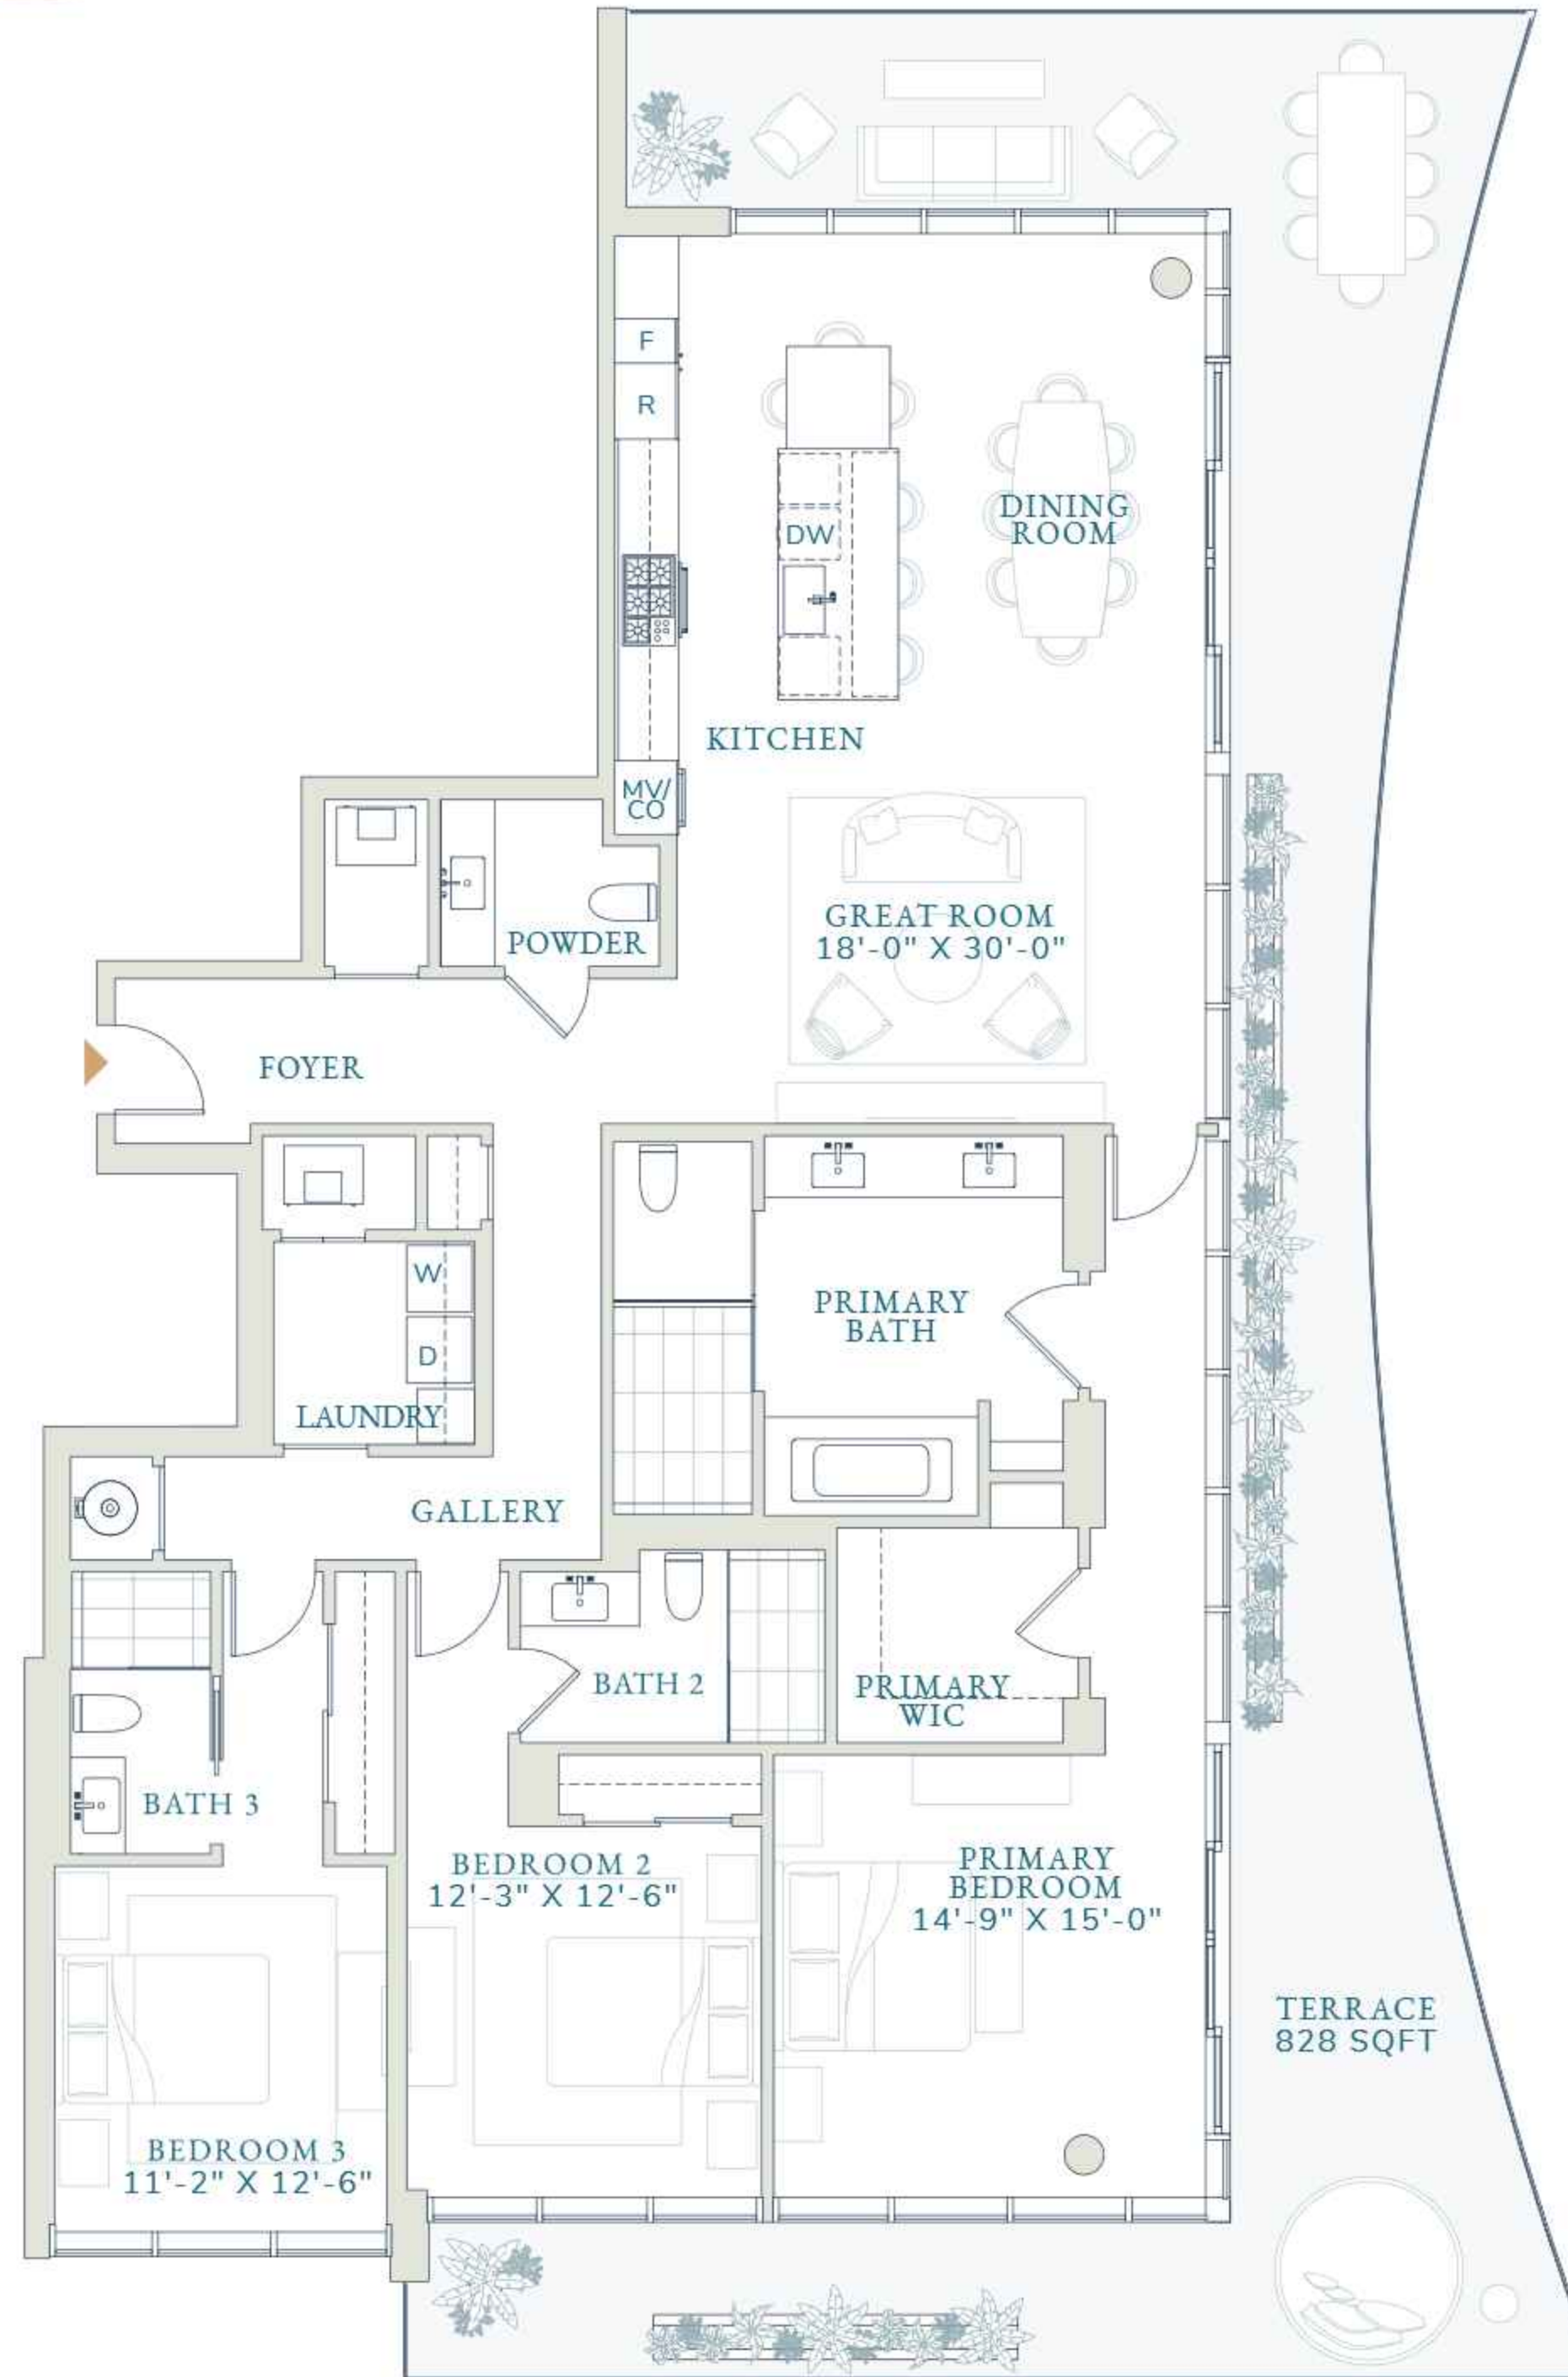 F
R
DW
DINING
ROOM
KITCHEN
MV/
CO
POWDER
GREAT ROOM
18'-0" X 30'-0"
FOYER
W
D
LAUNDRY
PRIMARY
BATH
GALLERY
BATH 2
PRIMARY
WIC
BATH 3
BEDROOM 2
12'-3" X 12'-6"
PRIMARY
BEDROOM
14'-9" X 15'-0"
TERRACE
828 SQFT
BEDROOM 3
11'-2" X 12'-6"